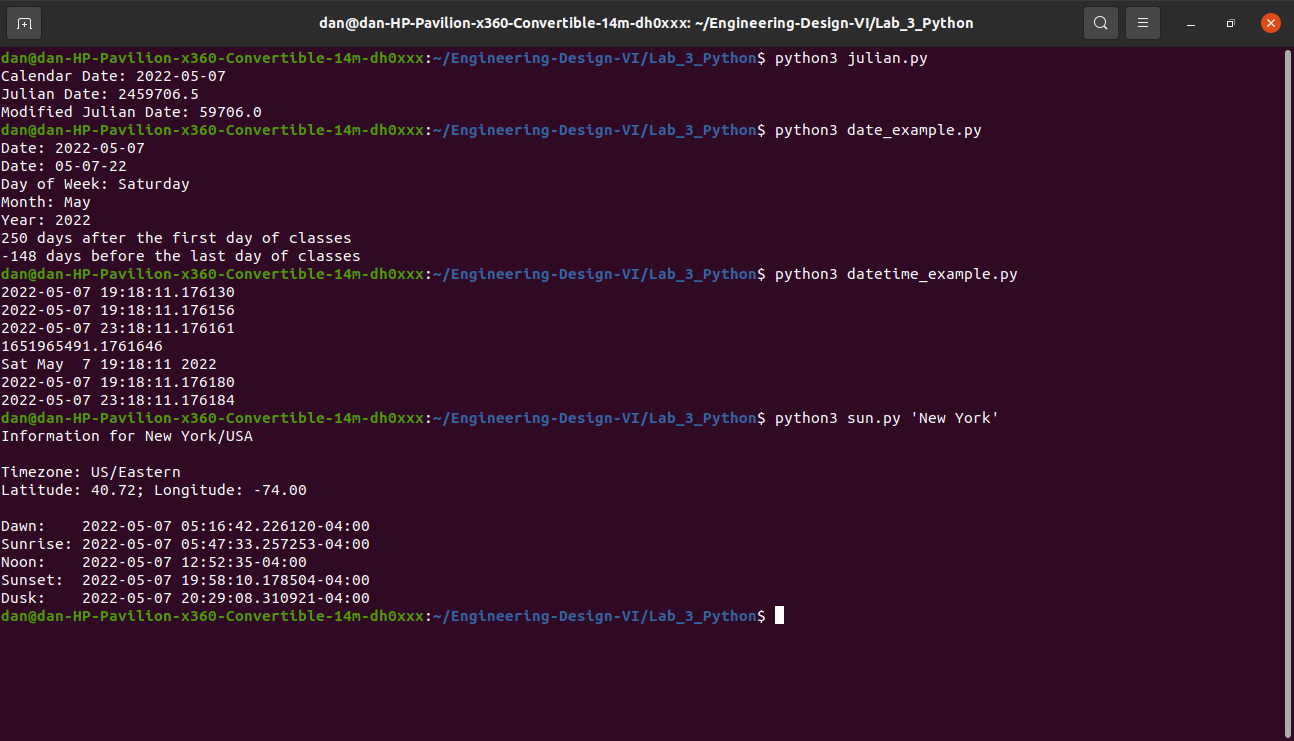 dan@dan-HP-Pavilion-x360-Convertible-14m-dh0xxx: ~/Engineering-Design-VI/Lab_3_Python
dan@dan-HP-Pavilion-x360-Convertible-14m-dh0xxx:~/Engineering-Design-VI/Lab_3_Python$ python3 julian.py
Calendar Date: 2022-05-07
Julian Date: 2459706.5
Modified Julian Date: 59706.0
dan@dan-HP-Pavilion-x360-Convertible-14m-dh0xxx:~/Engineering-Design-VI/Lab_3_Python$ python3 date_example.py
Date: 2022-05-07
Date: 05-07-22
Day of Week: Saturday
Month: May
Year: 2022
250 days after the first day of classes
-148 days before the last day of classes
dan@dan-HP-Pavilion-x360-Convertible-14m-dh0xxx:~/Engineering-Design-VI/Lab_3_Python$ python3 datetime_example.py
2022-05-07 19:18:11.176130
2022-05-07 19:18:11.176156
2022-05-07 23:18:11.176161
1651965491.1761646
Sat May  7 19:18:11 2022
2022-05-07 19:18:11.176180
2022-05-07 23:18:11.176184
dan@dan-HP-Pavilion-x360-Convertible-14m-dh0xxx:~/Engineering-Design-VI/Lab_3_Python$ python3 sun.py 'New York'
Information for New York/USA

Timezone: US/Eastern
Latitude: 40.72; Longitude: -74.00

Dawn:    2022-05-07 05:16:42.226120-04:00
Sunrise: 2022-05-07 05:47:33.257253-04:00
Noon:    2022-05-07 12:52:35-04:00
Sunset:  2022-05-07 19:58:10.178504-04:00
Dusk:    2022-05-07 20:29:08.310921-04:00
dan@dan-HP-Pavilion-x360-Convertible-14m-dh0xxx:~/Engineering-Design-VI/Lab_3_Python$